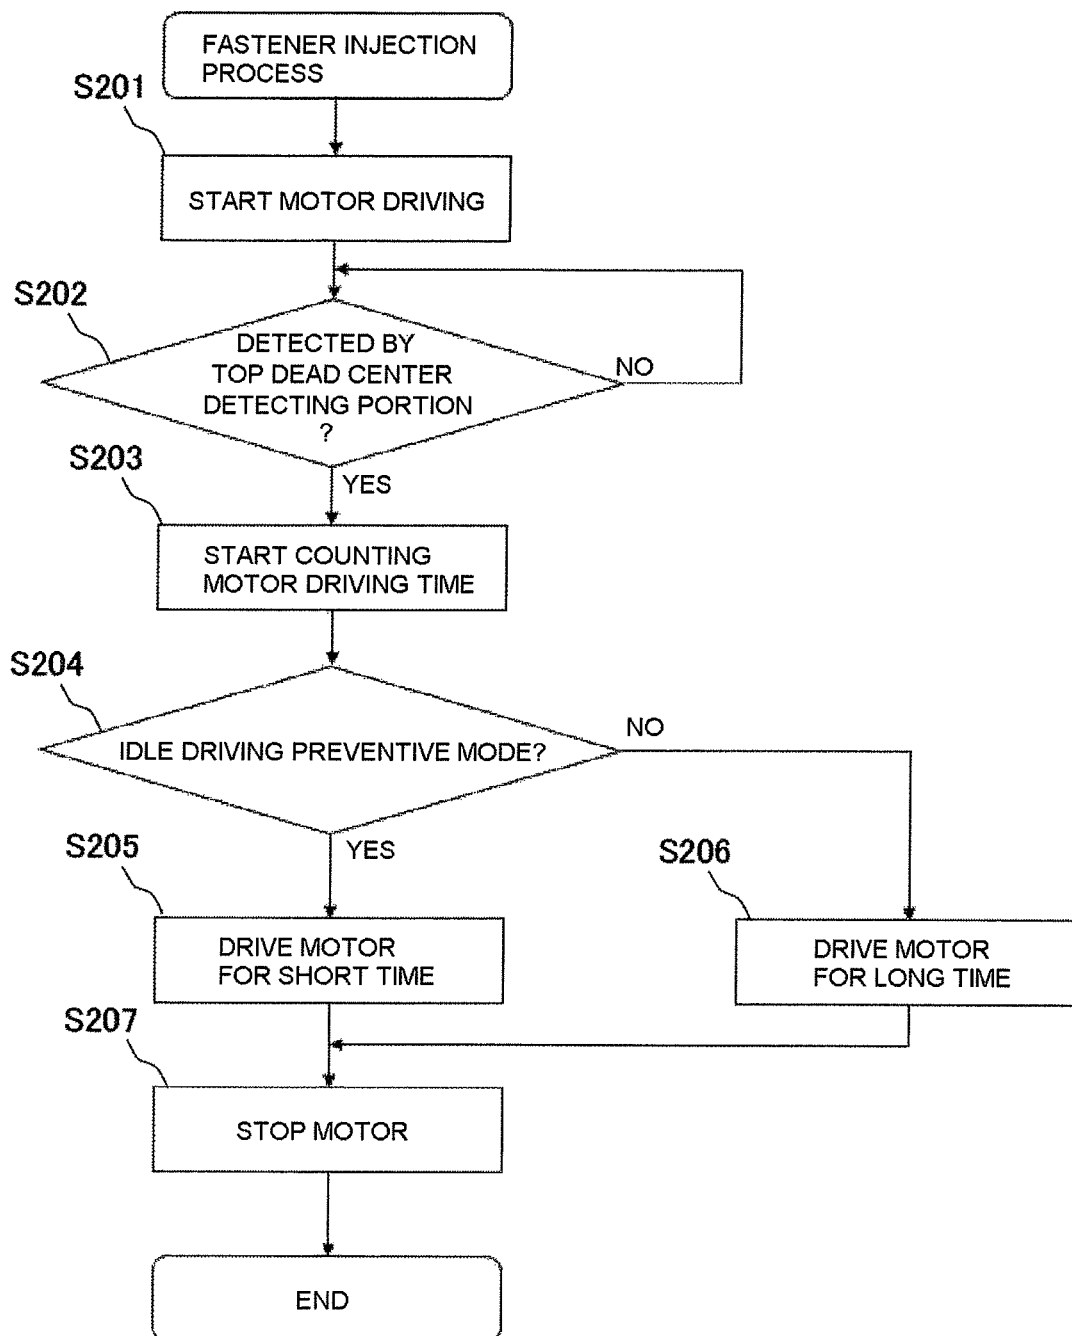 FASTENER INJECTION
PROCESS
S201
START MOTOR DRIVING
S202
DETECTED BY
TOP DEAD CENTER
DETECTING PORTION
?
NO
S203
YES
START COUNTING
MOTOR DRIVING TIME
S204
IDLE DRIVING PREVENTIVE MODE?
NO
S205
YES
S206
DRIVE MOTOR
FOR SHORT TIME
DRIVE MOTOR
FOR LONG TIME
S207
STOP MOTOR
END